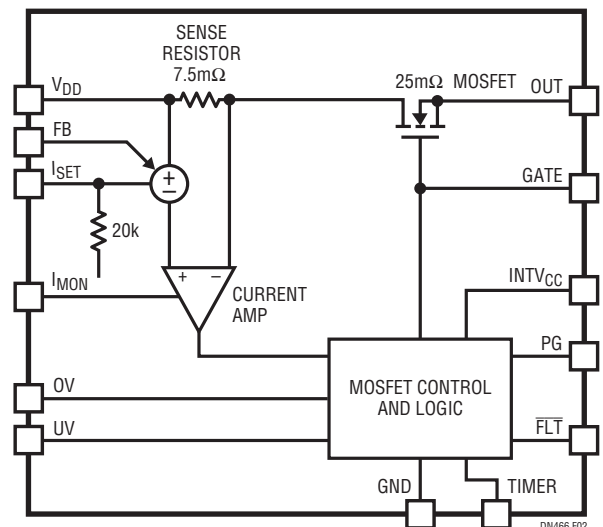 SENSE
RESISTOR
7.5mΩ
25mΩ MOSFET
VDD
OUT
FB
ISET
GATE
+
−
20k
INTVCC
IMON
+ −
CURRENT
AMP
PG
MOSFET CONTROL
AND LOGIC
OV
UV
FLT
GND
TIMER
DN466 F02